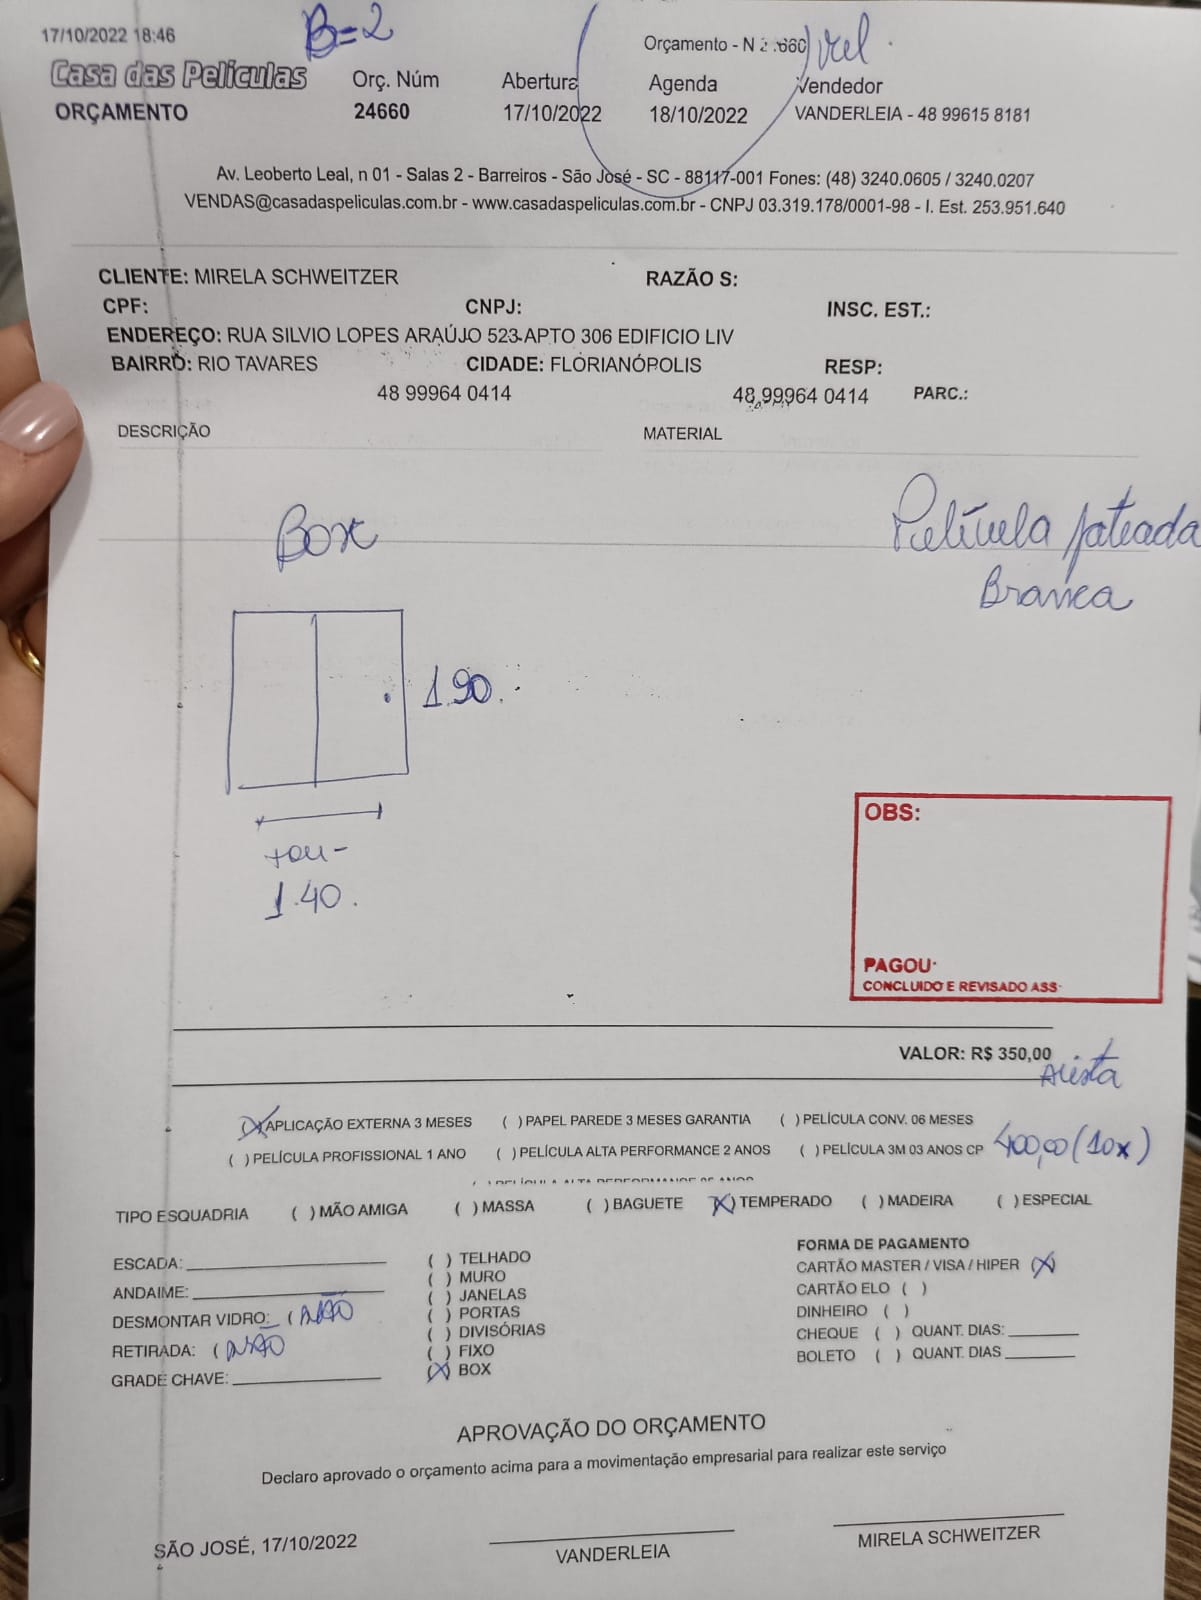 17/10/2022 18:46
B=2
Orçamento - N 2 .660
Casa das Películas Orç. Núm Abertura Agenda Vendedor
ORÇAMENTO 24660 17/10/2022 18/10/2022 VANDERLEIA - 48 99615 8181
Av. Leoberto Leal, n 01 - Salas 2 - Barreiros - São José - SC - 88117-001 Fones: (48) 3240.0605 / 3240.0207
VENDAS@casadaspeliculas.com.br - www.casadaspeliculas.com.br - CNPJ 03.319.178/0001-98 - I. Est. 253.951.640
CLIENTE: MIRELA SCHWEITZER RAZÃO S:
CPF: CNPJ: INSC. EST.:
ENDEREÇO: RUA SILVIO LOPES ARAÚJO 523 APTO 306 EDIFICIO LIV
BAIRRO: RIO TAVARES CIDADE: FLORIANÓPOLIS RESP:
48 99964 0414 48 99964 0414 PARC.:
DESCRIÇÃO MATERIAL
Box Película jateada
Branca
1.90.
1.40.
OBS:
PAGOU
CONCLUIDO E REVISADO ASS
VALOR: R$ 350,00
Avista
(X) APLICAÇÃO EXTERNA 3 MESES ( ) PAPEL PAREDE 3 MESES GARANTIA ( ) PELÍCULA CONV. 06 MESES
( ) PELÍCULA PROFISSIONAL 1 ANO ( ) PELÍCULA ALTA PERFORMANCE 2 ANOS ( ) PELÍCULA 3M 03 ANOS CP 400,00 (10x)
TIPO ESQUADRIA ( ) MÃO AMIGA ( ) MASSA ( ) BAGUETE (X) TEMPERADO ( ) MADEIRA ( ) ESPECIAL
ESCADA: ( ) TELHADO FORMA DE PAGAMENTO
( ) MURO CARTÃO MASTER / VISA / HIPER (X)
ANDAIME: ( ) JANELAS CARTÃO ELO ( )
DESMONTAR VIDRO: ( NÃO ( ) PORTAS DINHEIRO ( )
( ) DIVISÓRIAS CHEQUE ( ) QUANT. DIAS:
RETIRADA: ( NÃO ( ) FIXO BOLETO ( ) QUANT. DIAS
GRADE CHAVE: (X) BOX
APROVAÇÃO DO ORÇAMENTO
Declaro aprovado o orçamento acima para a movimentação empresarial para realizar este serviço
SÃO JOSÉ, 17/10/2022 VANDERLEIA MIRELA SCHWEITZER